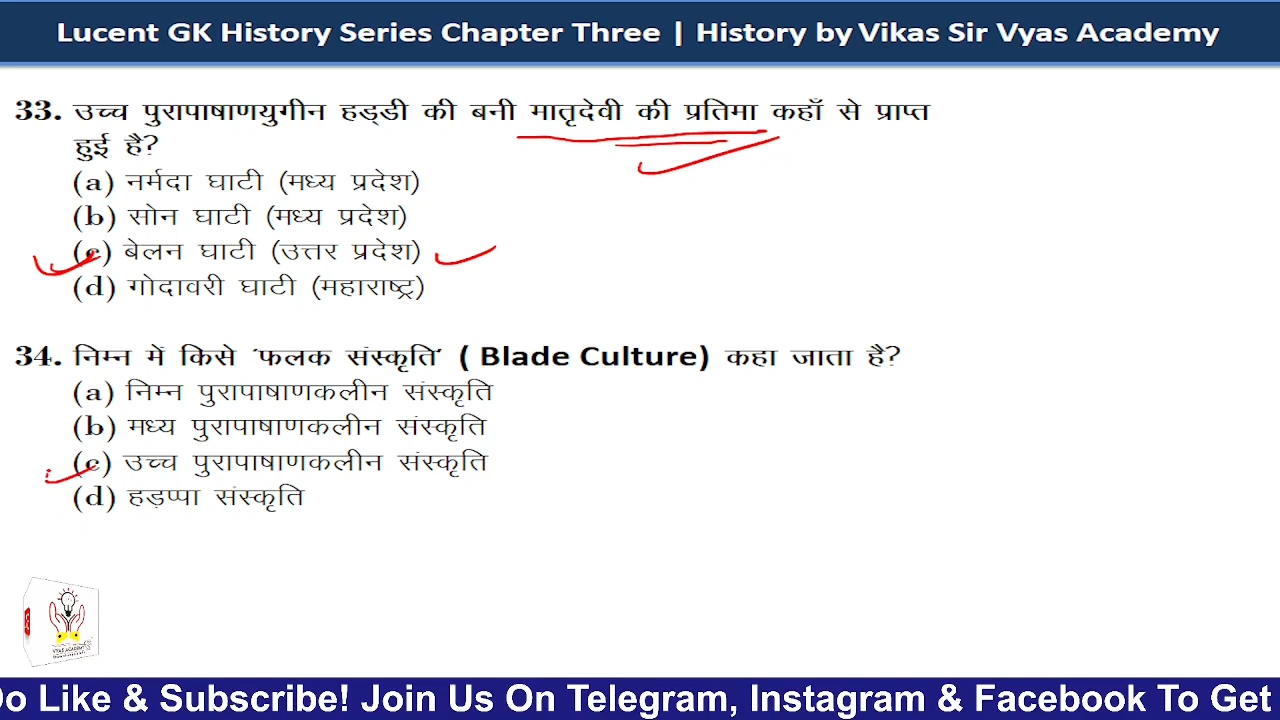 Lucent GK History Series Chapter Three | History by Vikas Sir Vyas Academy
33. उच्च पुरापाषाणयुगीन हड्डी की बनी मातृदेवी की प्रतिमा कहाँ से प्राप्त
हुई है?
(a) नर्मदा घाटी (मध्य प्रदेश)
(b) सोन घाटी (मध्य प्रदेश)
(c) बेलन घाटी (उत्तर प्रदेश)
(d) गोदावरी घाटी (महाराष्ट्र)
34. निम्न में किसे 'फलक संस्कृति' ( Blade Culture) कहा जाता है?
(a) निम्न पुरापाषाणकलीन संस्कृति
(b) मध्य पुरापाषाणकलीन संस्कृति
(c) उच्च पुरापाषाणकलीन संस्कृति
(d) हड़प्पा संस्कृति
VYAS ACADEMY
Do Like & Subscribe! Join Us On Telegram, Instagram & Facebook To Get